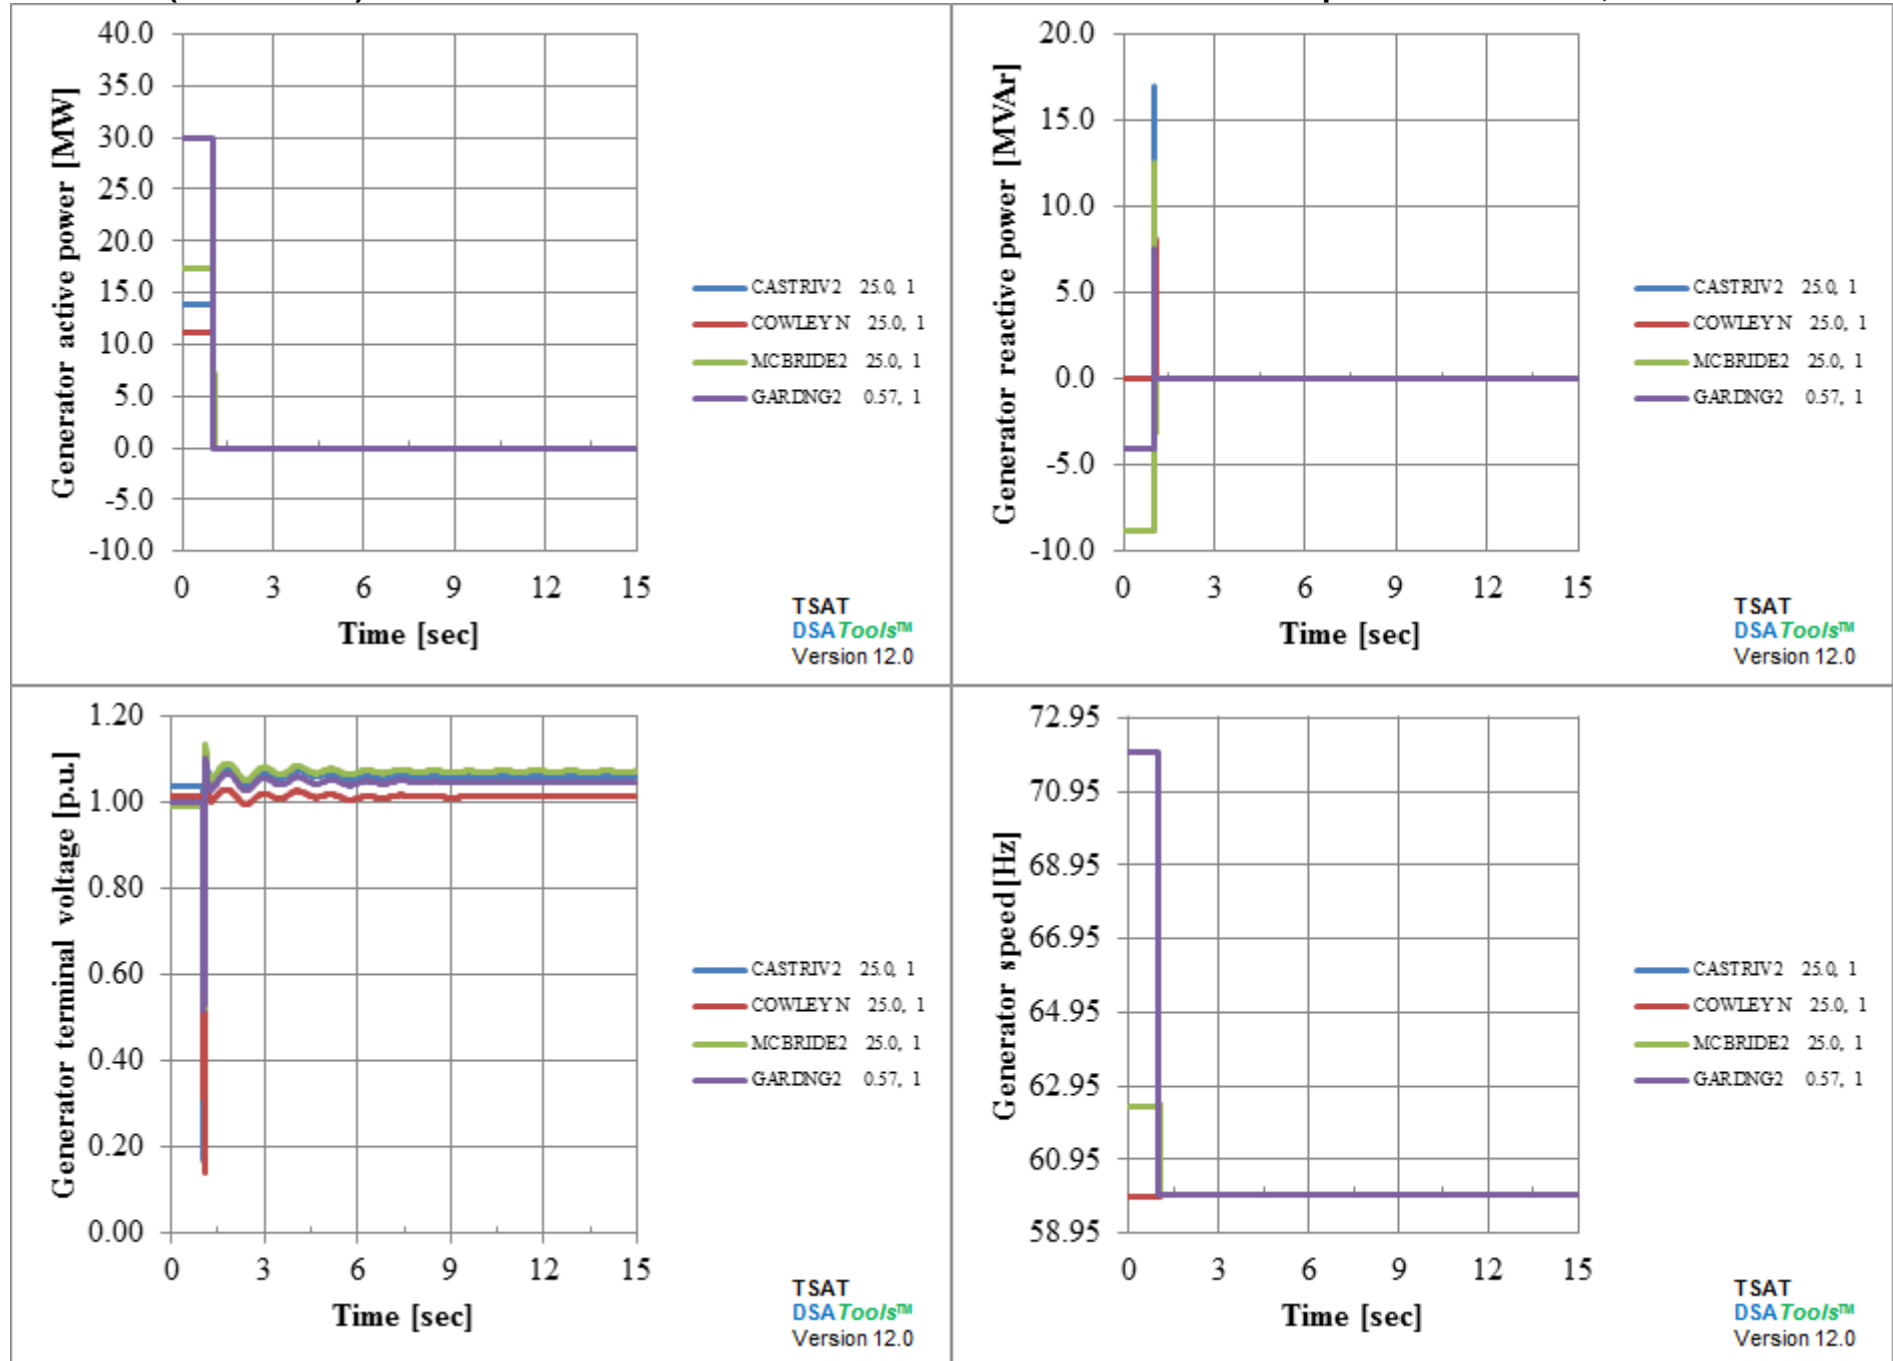 Generator active power [MW]
40.0
35.0
30.0
25.0
20.0
15.0
10.0
5.0
0.0
-5.0
-10.0
0 3 6 9 12 15
Time [sec]
CASTRIV2 25.0, 1
COWLEY N 25.0, 1
MCBRIDE2 25.0, 1
GARDNG2 0.57, 1
TSAT
DSATools™
Version 12.0
Generator reactive power [MVAr]
20.0
15.0
10.0
5.0
0.0
-5.0
-10.0
0 3 6 9 12 15
Time [sec]
CASTRIV2 25.0, 1
COWLEY N 25.0, 1
MCBRIDE2 25.0, 1
GARDNG2 0.57, 1
TSAT
DSATools™
Version 12.0
Generator terminal voltage [p.u.]
1.20
1.00
0.80
0.60
0.40
0.20
0.00
0 3 6 9 12 15
Time [sec]
CASTRIV2 25.0, 1
COWLEY N 25.0, 1
MCBRIDE2 25.0, 1
GARDNG2 0.57, 1
TSAT
DSATools™
Version 12.0
Generator speed [Hz]
72.95
70.95
68.95
66.95
64.95
62.95
60.95
58.95
0 3 6 9 12 15
Time [sec]
CASTRIV2 25.0, 1
COWLEY N 25.0, 1
MCBRIDE2 25.0, 1
GARDNG2 0.57, 1
TSAT
DSATools™
Version 12.0